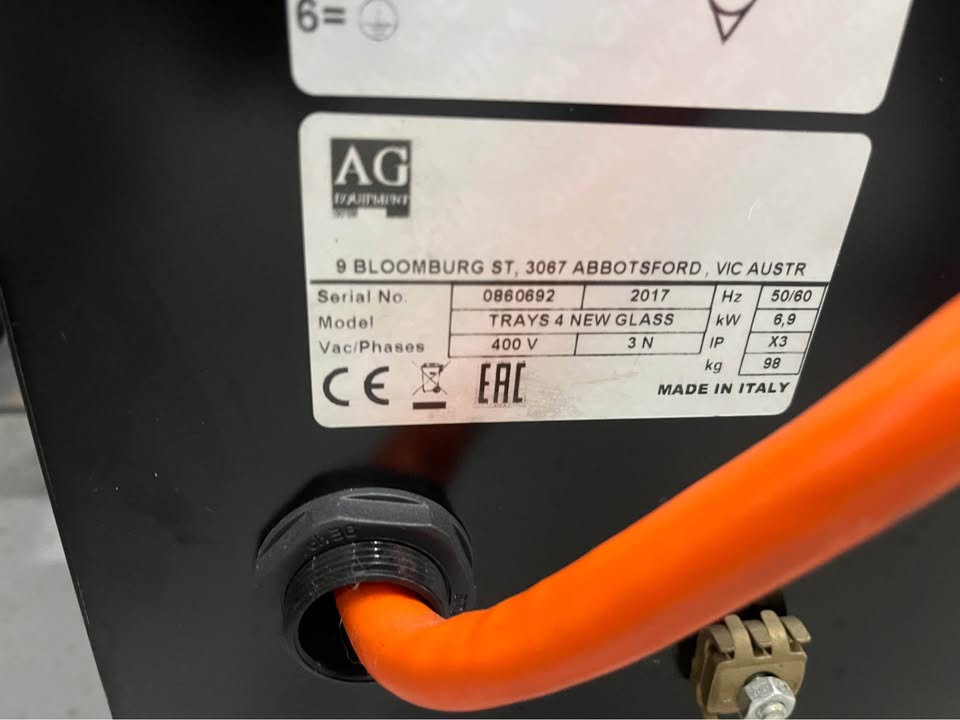 6=
AG
EQUIPMENT
9 BLOOMBURG ST, 3067 ABBOTSFORD, VIC AUSTR
Serial No. 0860692 2017 Hz 50/60
Model TRAYS 4 NEW GLASS kW 6,9
Vac/Phases 400 V 3 N IP X3
kg 98
CE EAC MADE IN ITALY